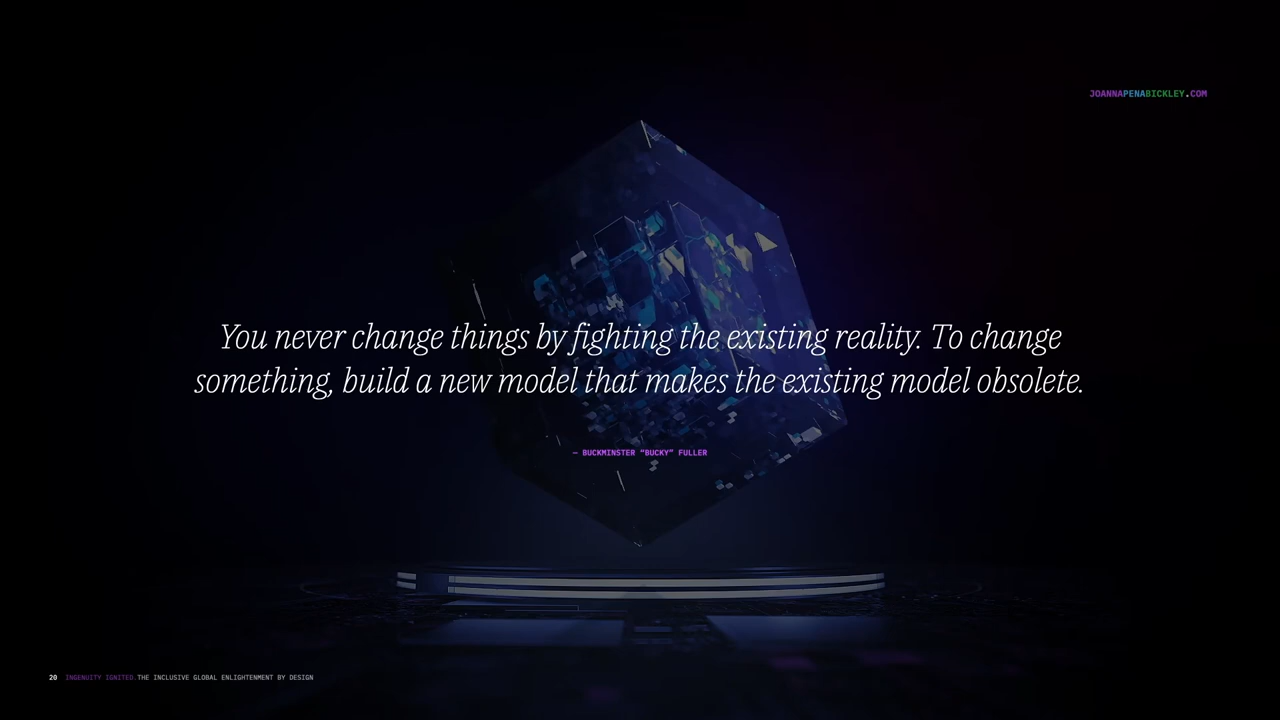 JOANNAPENABICKLEY.COM
You never change things by fighting the existing reality. To change
something, build a new model that makes the existing model obsolete.
— BUCKMINSTER “BUCKY” FULLER
20 INGENUITY IGNITED.THE INCLUSIVE GLOBAL ENLIGHTENMENT BY DESIGN